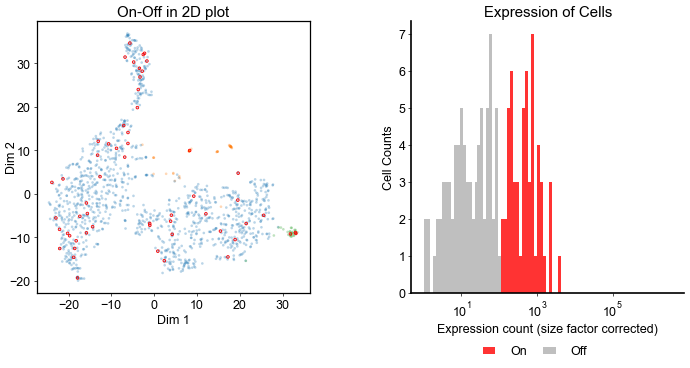 On-Off in 2D plot
Expression of Cells
Dim 2
30
20
10
0
−10
−20
−20 −10 0 10 20 30
Dim 1
Cell Counts
7
6
5
4
3
2
1
0
10^1 10^3 10^5
Expression count (size factor corrected)
On Off